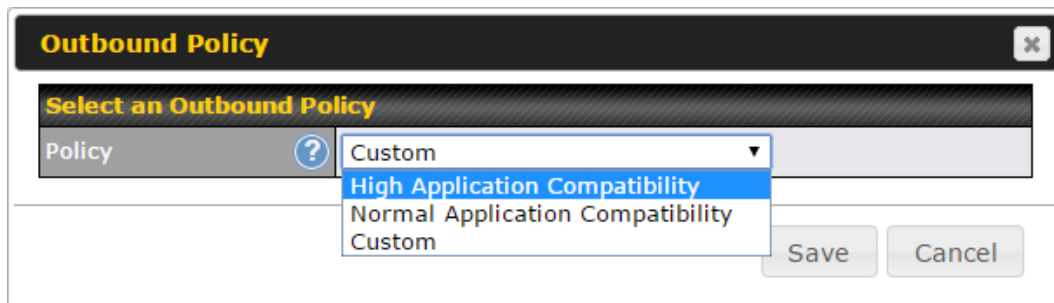 Outbound Policy
Select an Outbound Policy
Policy ? Custom
High Application Compatibility
Normal Application Compatibility
Custom
Save Cancel